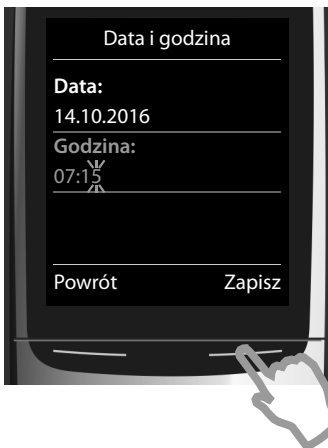 Data i godzina
Data:
14.10.2016
Godzina:
07:15
Powrót Zapisz